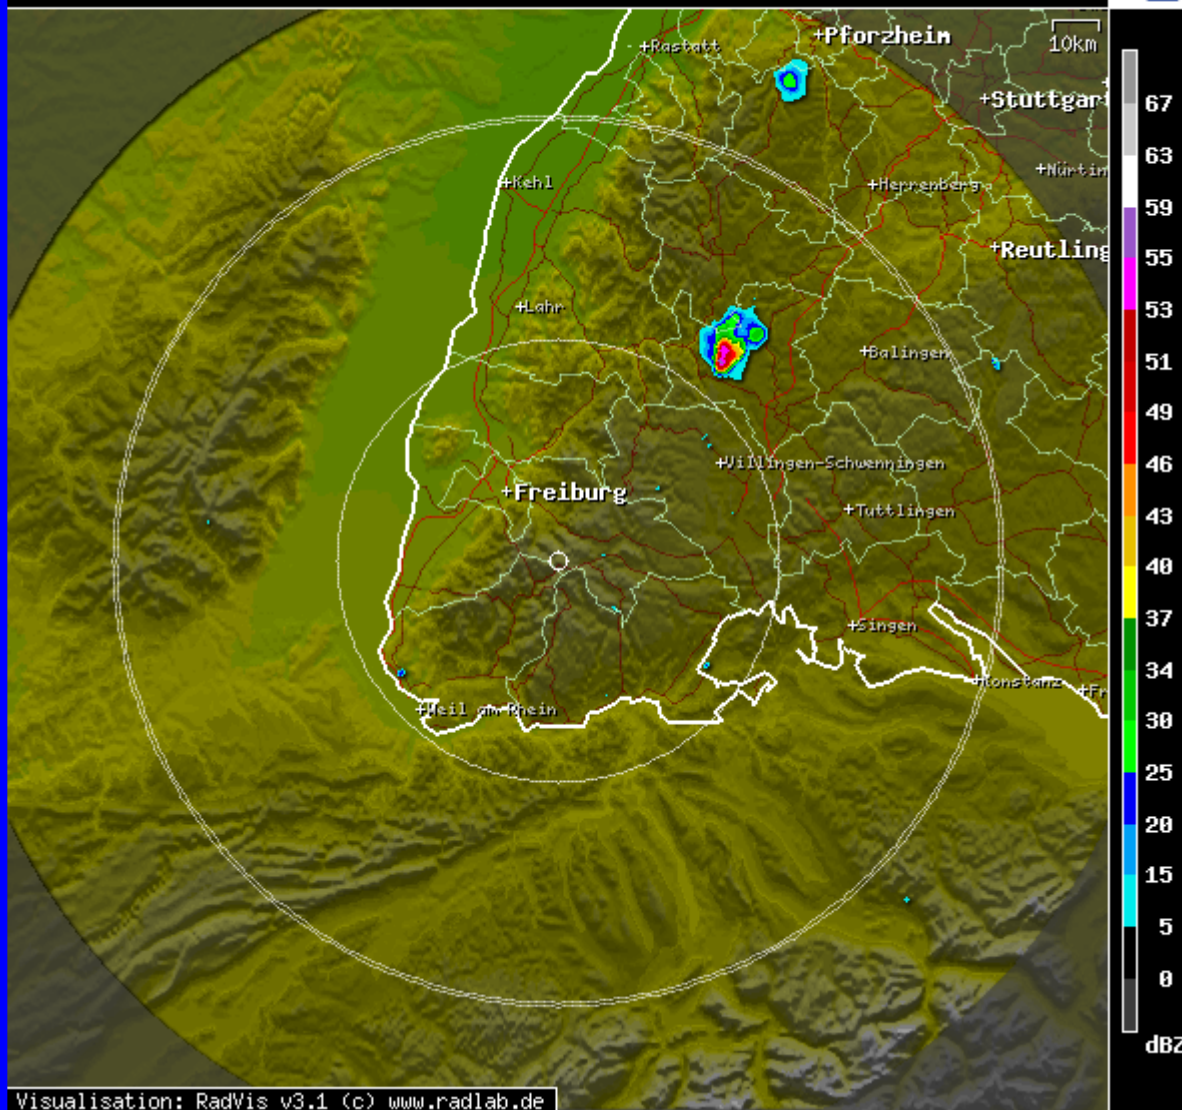 +Rastatt
+Pforzheim
10km
+Stuttgar
+Kehl
+Nürtin
+Herrenberg
+Reutling
+Lahr
+Balingen
+Villingen-Schwenningen
+Freiburg
+Tuttlingen
+Singen
+Konstanz
+Fr
+Weil am Rhein
67
63
59
55
53
51
49
46
43
40
37
34
30
25
20
15
5
0
dBZ
Visualisation: RadVis v3.1 (c) www.radlab.de